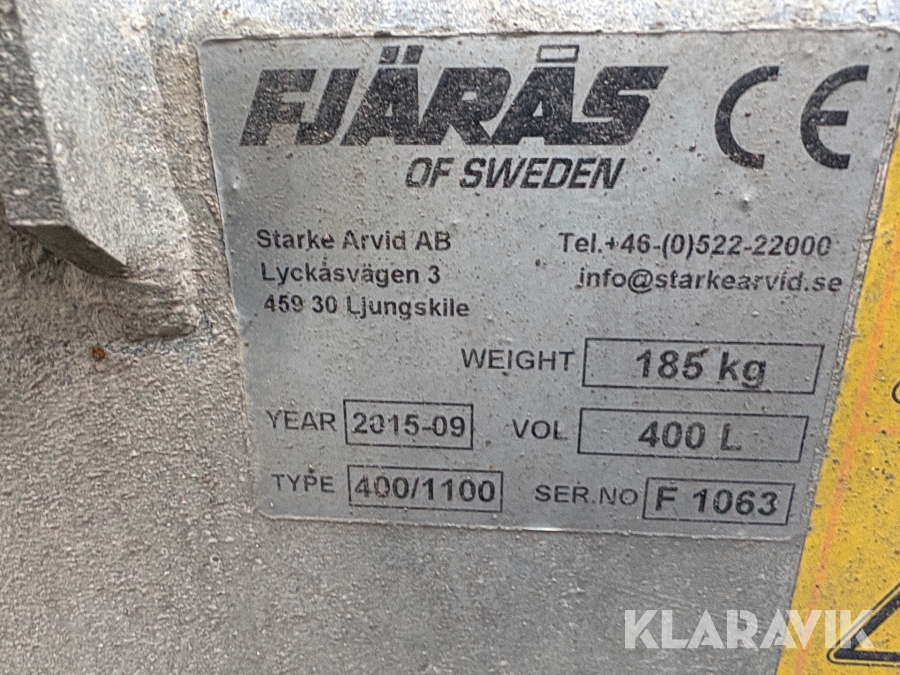 FJÄRÅS
OF SWEDEN
CE
Starke Arvid AB
Lyckåsvägen 3
459 30 Ljungskile
Tel.+46-(0)522-22000
info@starkearvid.se
WEIGHT 185 kg
YEAR 2015-09 VOL 400 L
TYPE 400/1100 SER.NO F 1063
KLARAVIK